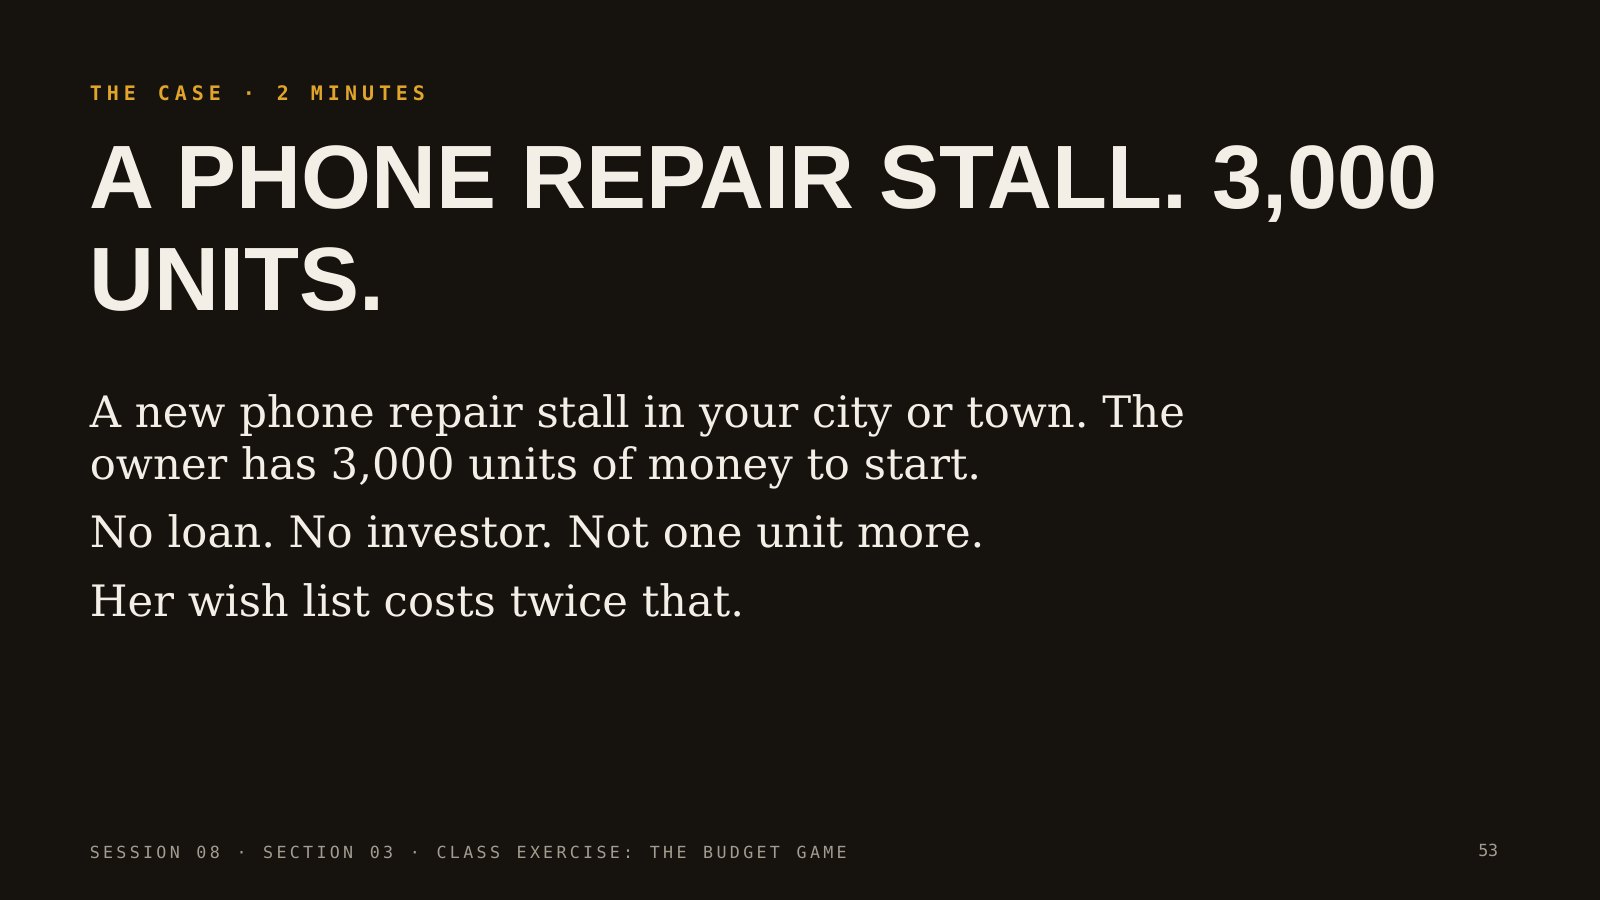 THE CASE · 2 MINUTES
A PHONE REPAIR STALL. 3,000
UNITS.
A new phone repair stall in your city or town. The
owner has 3,000 units of money to start.
No loan. No investor. Not one unit more.
Her wish list costs twice that.
SESSION 08 · SECTION 03 · CLASS EXERCISE: THE BUDGET GAME
53